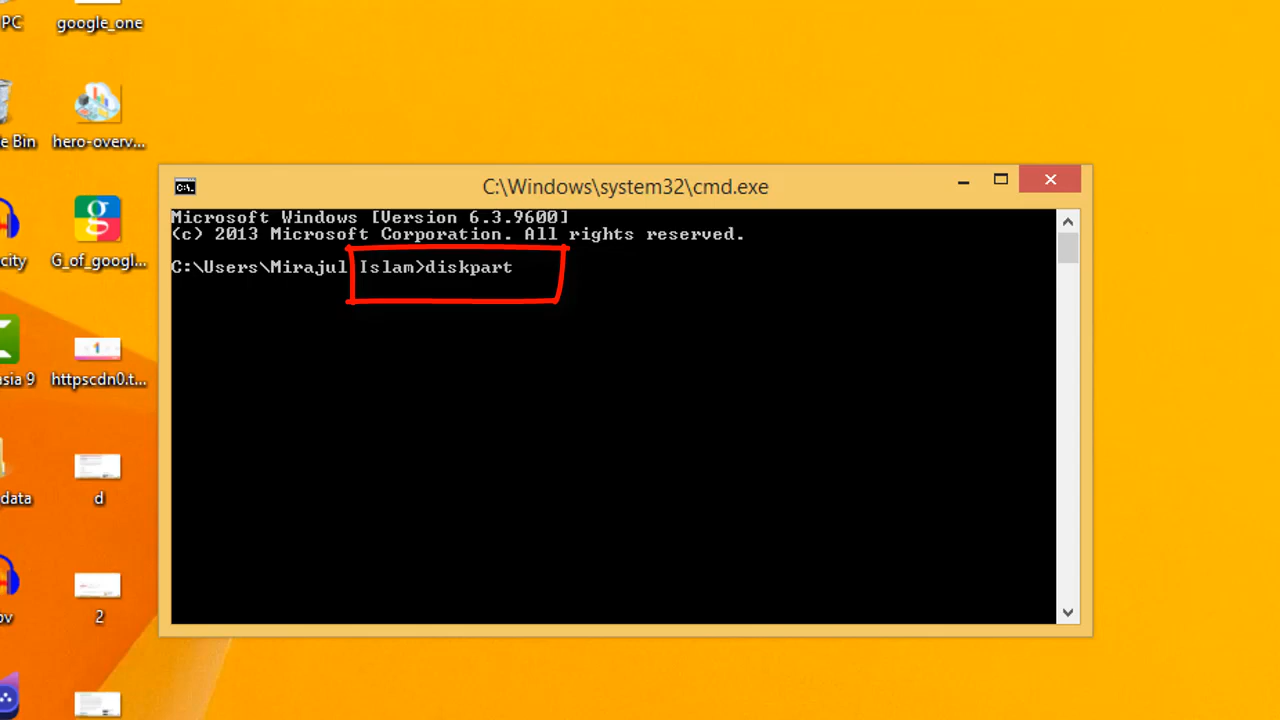 PC
google_one
e Bin
hero-overv...
city
G_of_googl...
asia 9
httpscdn0.t...
data
d
ov
2
C:\Windows\system32\cmd.exe
Microsoft Windows [Version 6.3.9600]
(c) 2013 Microsoft Corporation. All rights reserved.
C:\Users\Mirajul Islam>diskpart